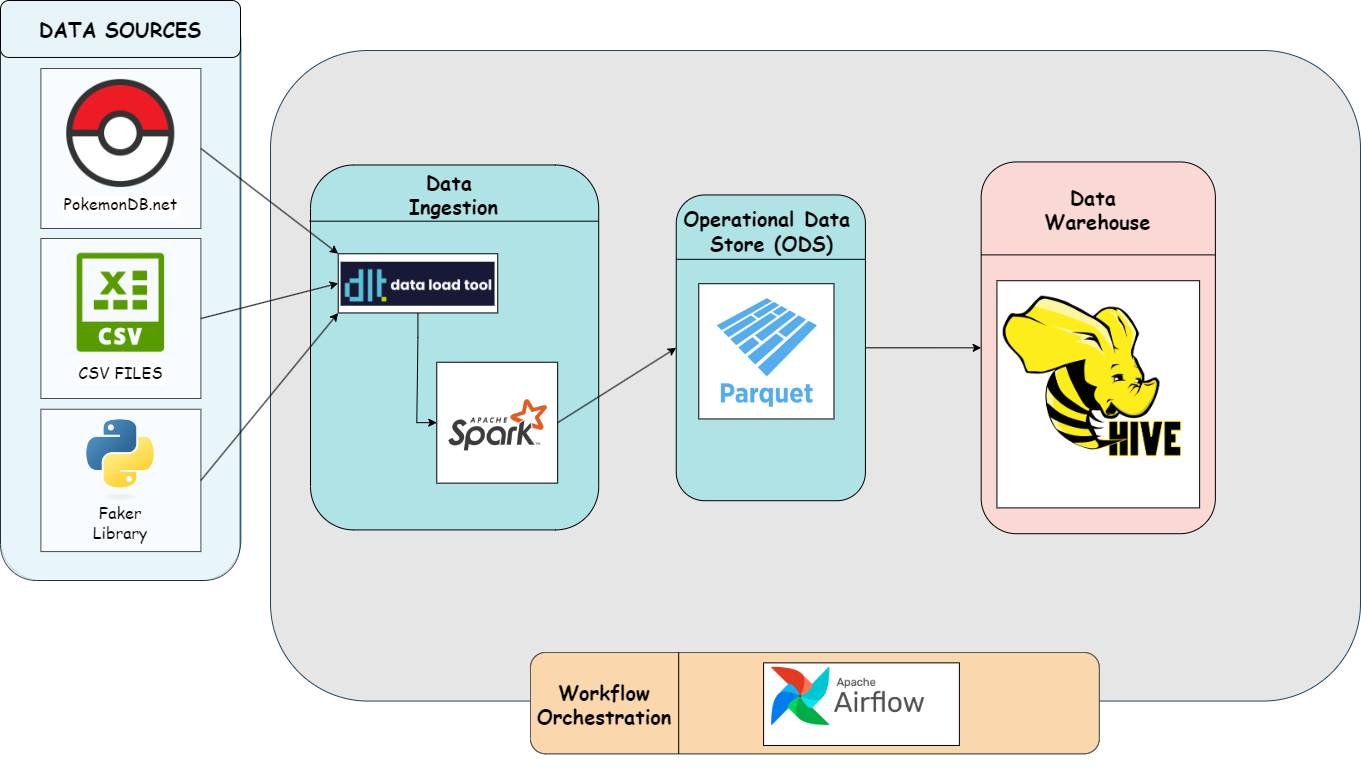 DATA SOURCES
PokemonDB.net
CSV
CSV FILES
Faker
Library
Data
Ingestion
dlt data load tool
APACHE
Spark™
Operational Data
Store (ODS)
Parquet
Data
Warehouse
HIVE
Workflow
Orchestration
Apache
Airflow